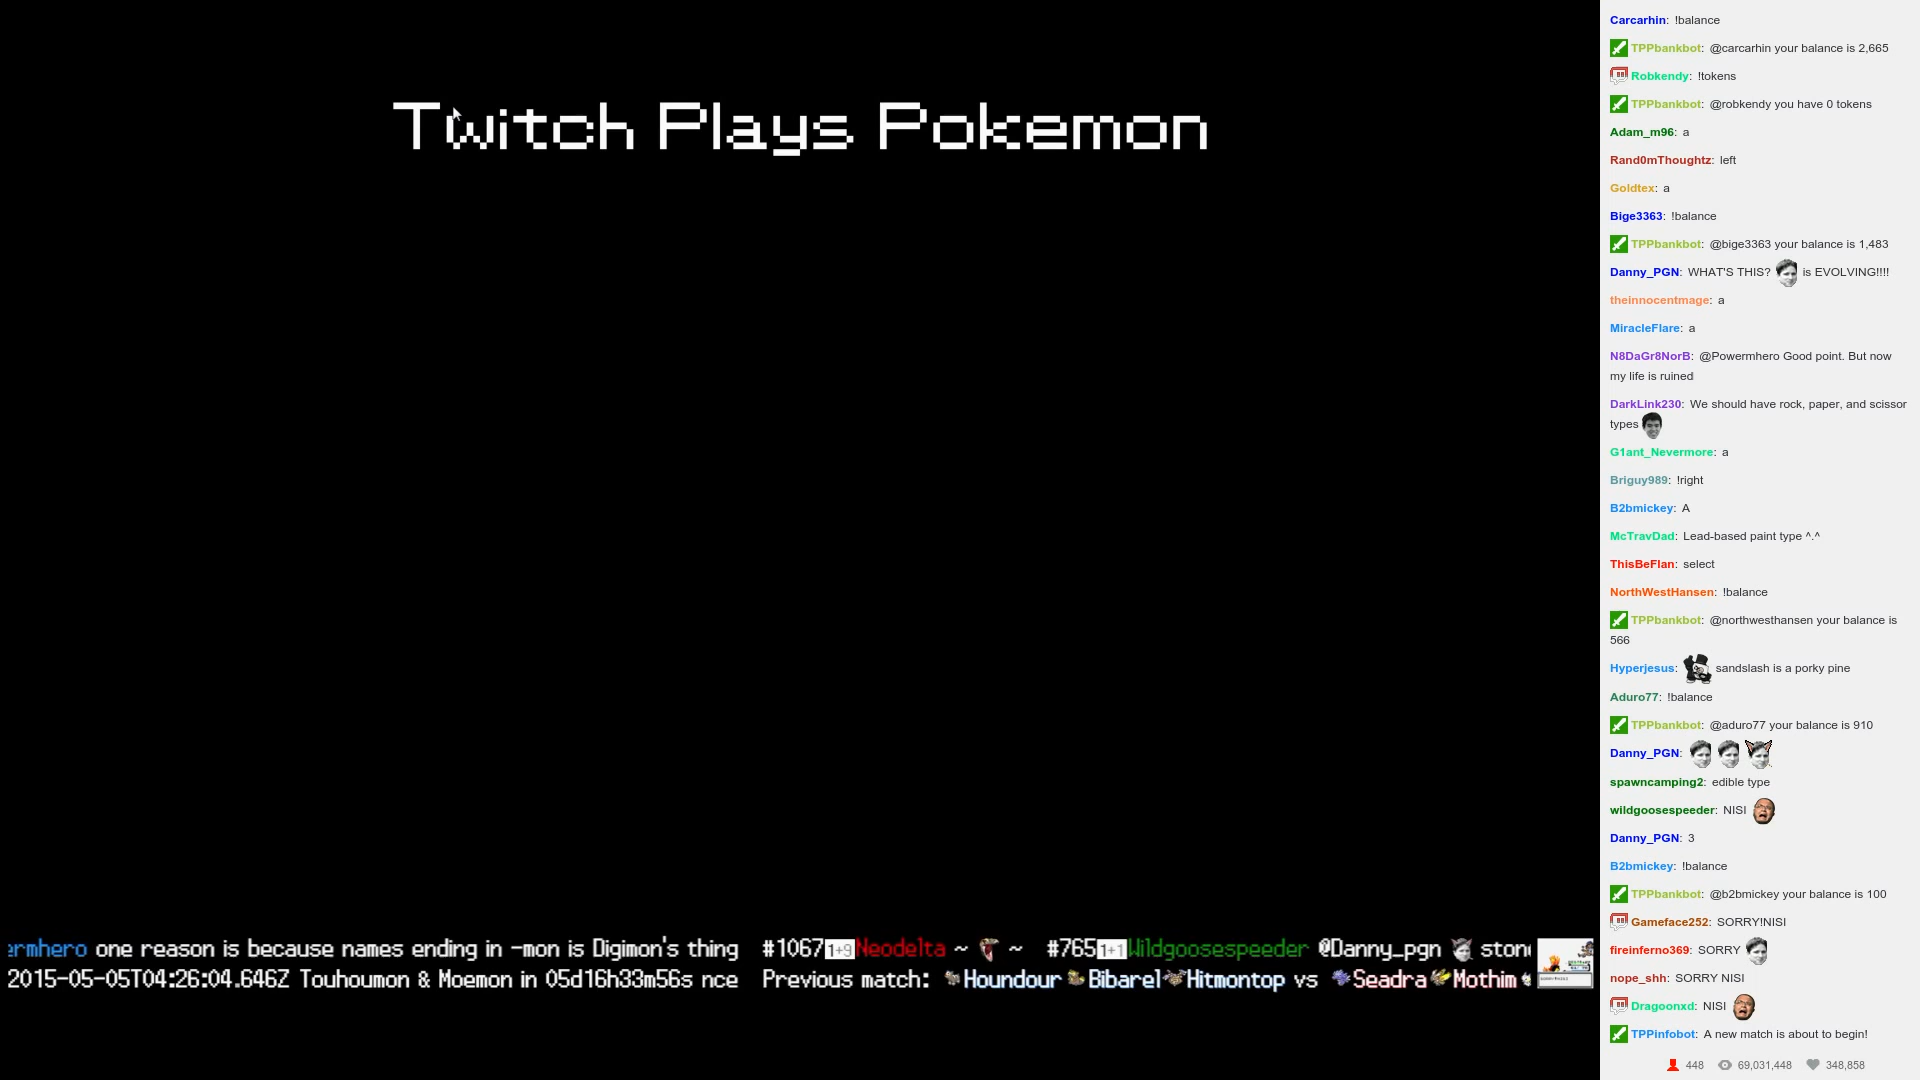 Twitch Plays Pokemon
ermhero one reason is because names ending in -mon is Digimon's thing #1067 1+9 Neodelta ~ ~ #765 1+1 Wildgoosespeeder @Danny_pgn
2015-05-05T04:26:04.646Z Touhoumon & Moemon in 05d16h33m56s nce Previous match: Houndour Bibarel Hitmontop vs Seadra Mothim
Carcarhin: !balance
TPPbankbot: @carcarhin your balance is 2,665
Robkendy: !tokens
TPPbankbot: @robkendy you have 0 tokens
Adam_m96: a
Rand0mThoughtz: left
Goldtex: a
Bige3363: !balance
TPPbankbot: @bige3363 your balance is 1,483
Danny_PGN: WHAT'S THIS? is EVOLVING!!!!
theinnocentmage: a
MiracleFlare: a
N8DaGr8NorB: @Powermhero Good point. But now
my life is ruined
DarkLink230: We should have rock, paper, and scissor
types
G1ant_Nevermore: a
Briguy989: !right
B2bmickey: A
McTravDad: Lead-based paint type ^.^
ThisBeFlan: select
NorthWestHansen: !balance
TPPbankbot: @northwesthansen your balance is
566
Hyperjesus: sandslash is a porky pine
Aduro77: !balance
TPPbankbot: @aduro77 your balance is 910
Danny_PGN:
spawncamping2: edible type
wildgoosespeeder: NISI
Danny_PGN: 3
B2bmickey: !balance
TPPbankbot: @b2bmickey your balance is 100
Gameface252: SORRY!NISI
fireinferno369: SORRY
nope_shh: SORRY NISI
Dragoonxd: NISI
TPPinfobot: A new match is about to begin!
448 69,031,448 348,858